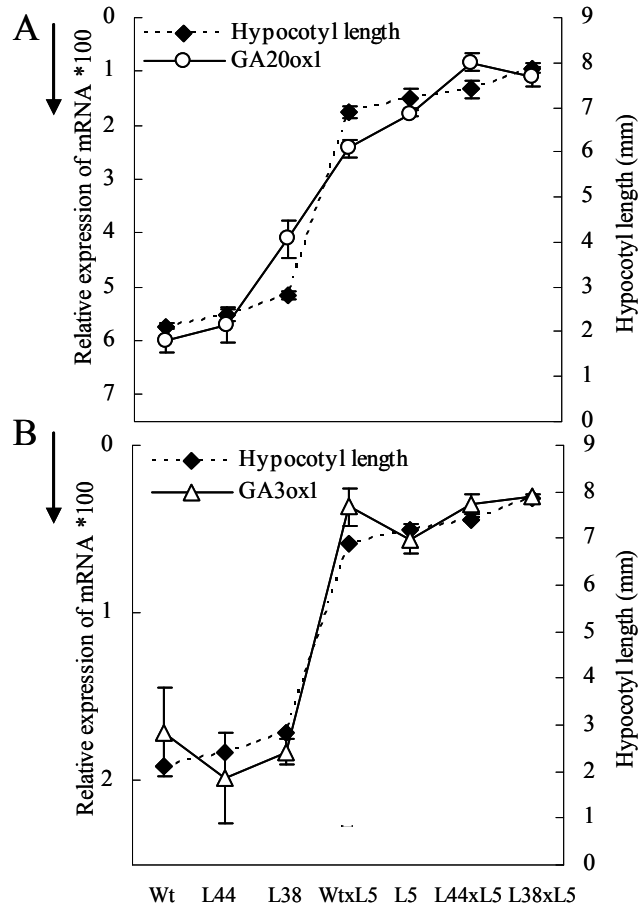 A
Relative expression of mRNA *100
0
1
2
3
4
5
6
7
Hypocotyl length
GA20ox1
9
8
7
6
5
4
3
2
1
0
Hypocotyl length (mm)
B
Relative expression of mRNA *100
0
1
2
Hypocotyl length
GA3ox1
9
8
7
6
5
4
3
2
1
0
Hypocotyl length (mm)
Wt L44 L38 WtxL5 L5 L44xL5 L38xL5